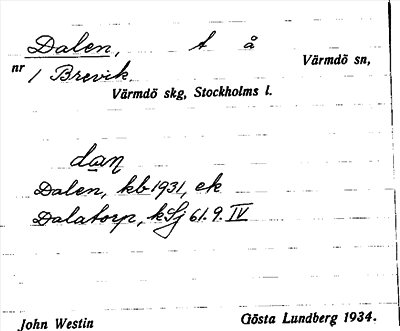 Dalen, t å Värmdö sn,
nr 1 Brevik.
Värmdö skg, Stockholms l.
dan
Dalen, kb 1931, ek
Dalatorp, kSj 61.9. IV
John Westin Gösta Lundberg 1934.